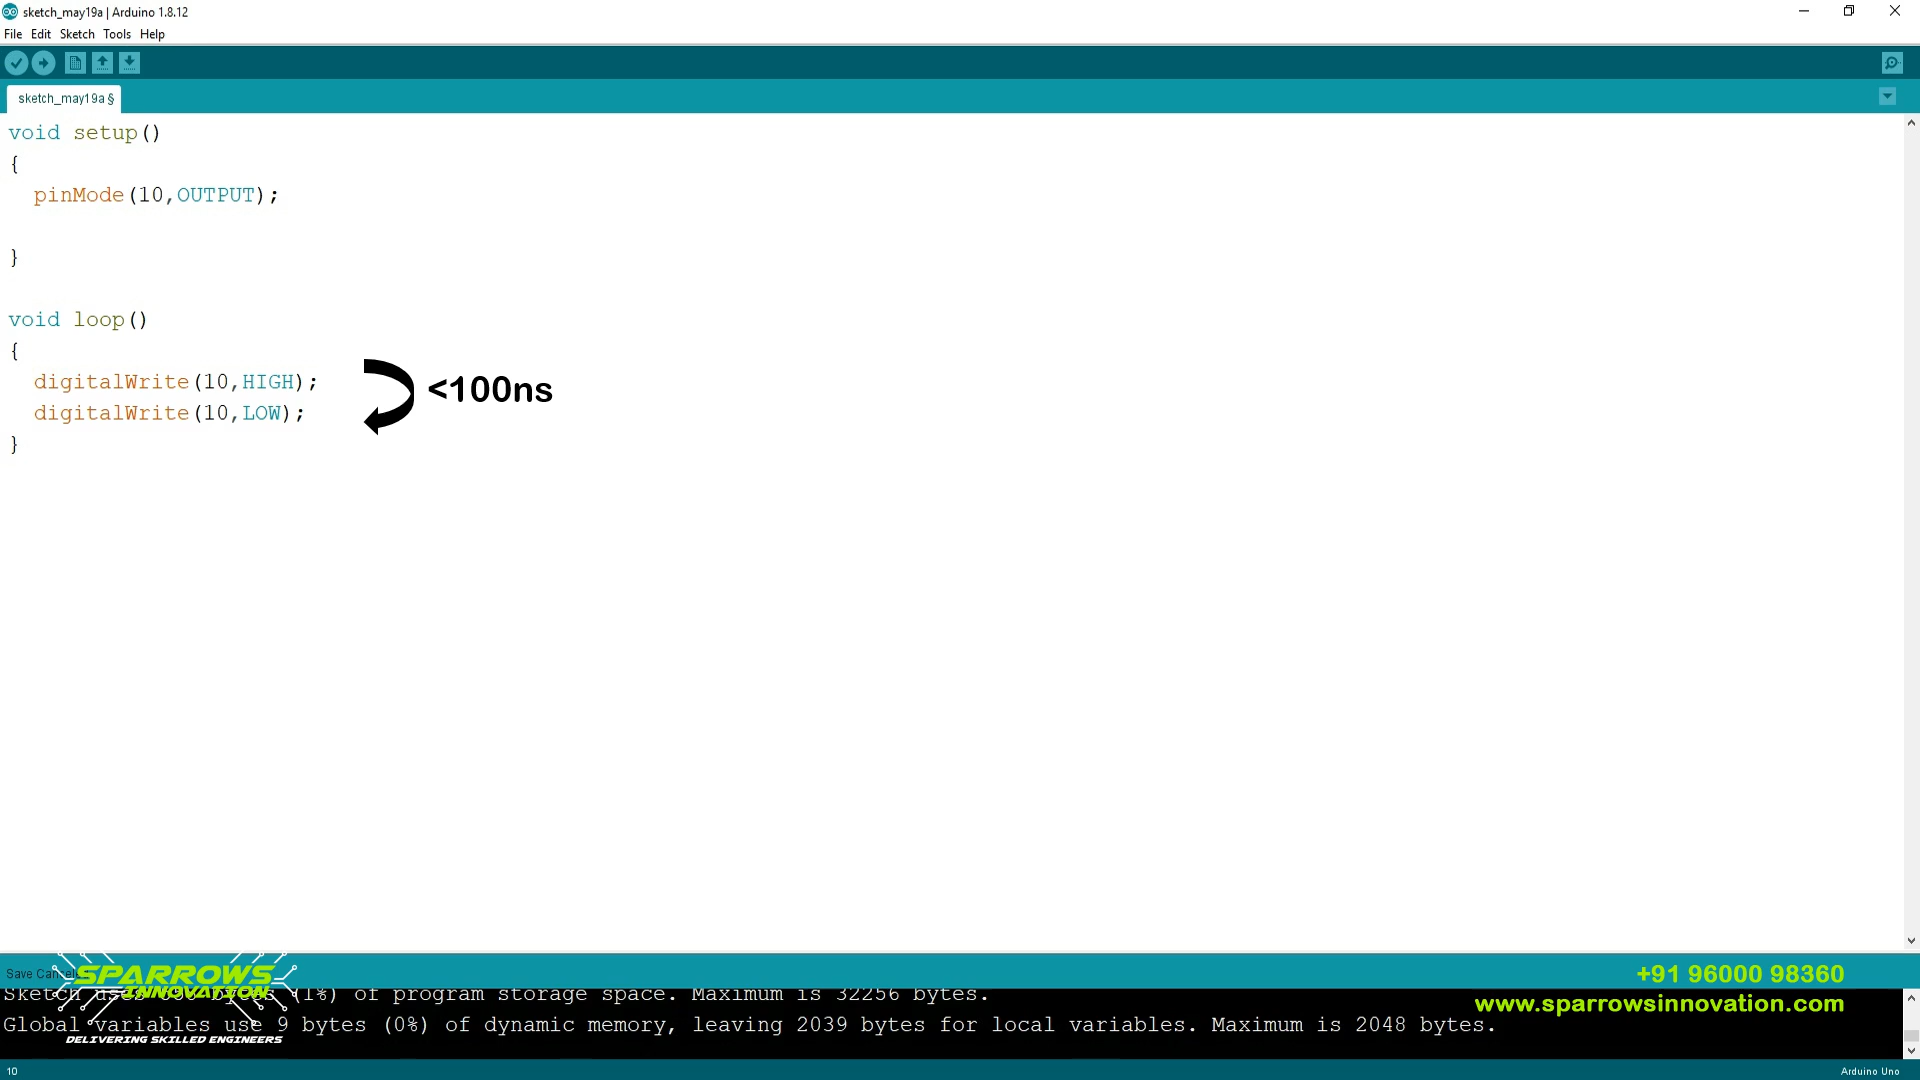 sketch_may19a | Arduino 1.8.12
File Edit Sketch Tools Help
sketch_may19a §
void setup()
{
pinMode(10,OUTPUT);
}
void loop()
{
digitalWrite(10,HIGH);
digitalWrite(10,LOW);
<100ns
}
Save
SPARROWS
INNOVATION
DELIVERING SKILLED ENGINEERS
+91 96000 98360
www.sparrowsinnovation.com
Sketch (1%) of program storage space. Maximum is 32256 bytes.
Global variables use 9 bytes (0%) of dynamic memory, leaving 2039 bytes for local variables. Maximum is 2048 bytes.
10
Arduino Uno